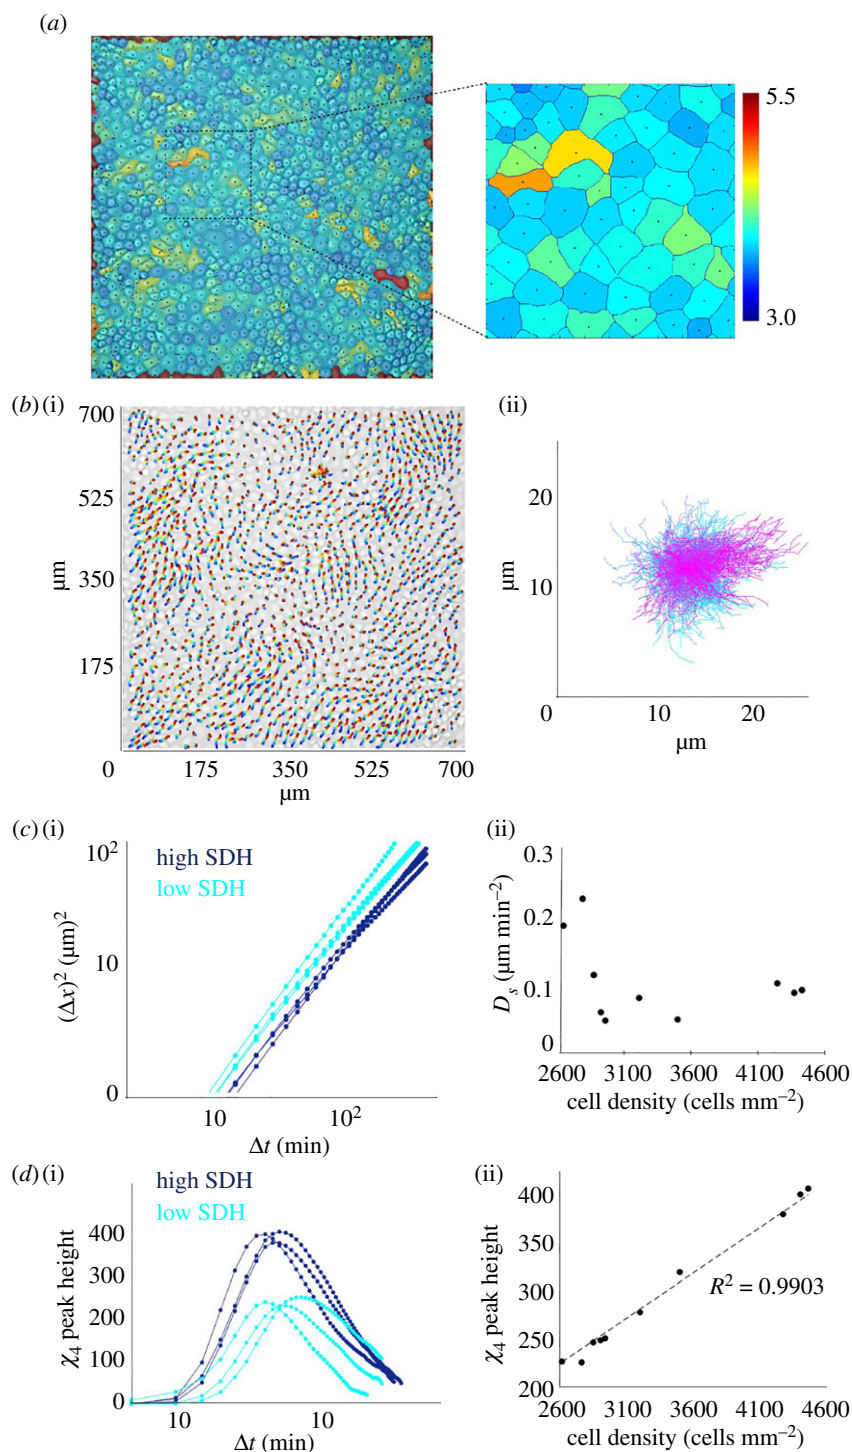 (a)
5.5
3.0
(b) (i)
700
525
350
175
0
175
350
525
700
µm
µm
(ii)
20
10
0
10
20
µm
µm
(c) (i)
high SDH
low SDH
10²
10
0
10
10²
(Δx)² (µm)²
Δt (min)
(ii)
0.3
0.2
0.1
0
2600
3100
3600
4100
4600
Dₛ (µm min⁻²)
cell density (cells mm⁻²)
(d) (i)
high SDH
low SDH
400
300
200
100
0
10
10
χ₄ peak height
Δt (min)
(ii)
400
350
300
250
200
2600
3100
3600
4100
4600
R² = 0.9903
χ₄ peak height
cell density (cells mm⁻²)